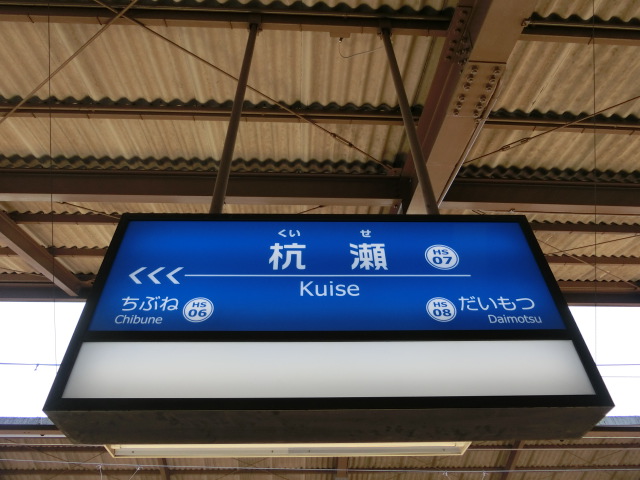 くい せ
杭 瀬 HS 07
Kuise
ちぶね HS 06 HS 08 だいもつ
Chibune Daimotsu